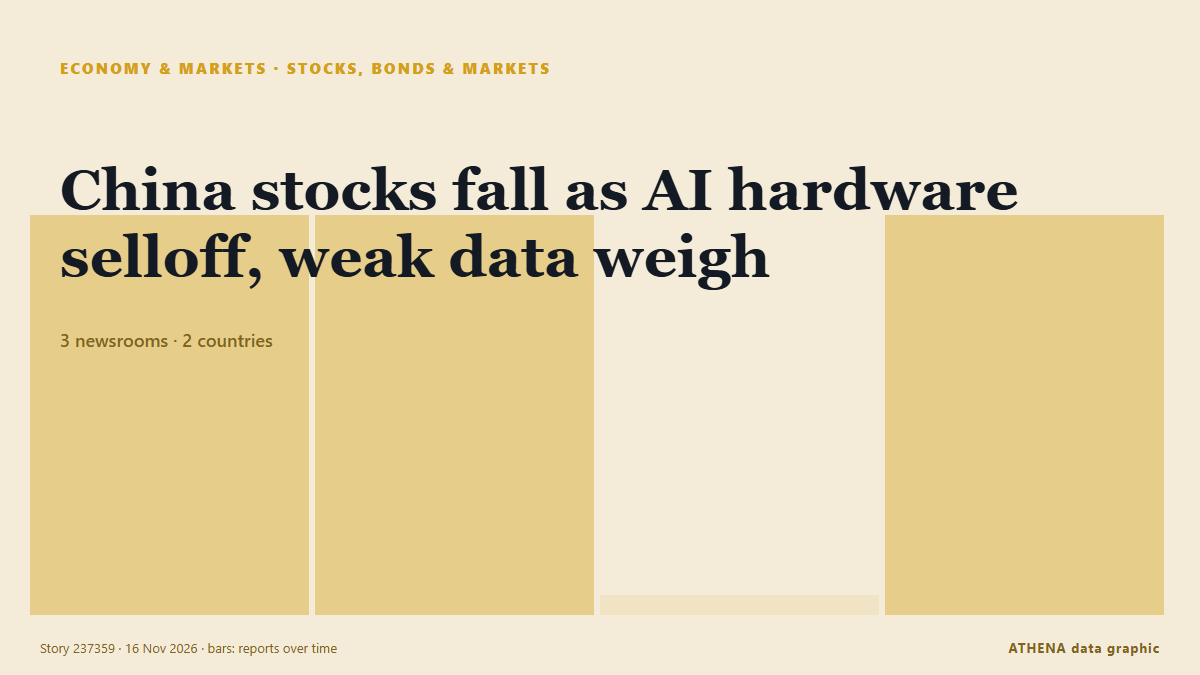 ECONOMY & MARKETS · STOCKS, BONDS & MARKETS
China stocks fall as AI hardware
selloff, weak data weigh
3 newsrooms · 2 countries
Story 237359 · 16 Nov 2026 · bars: reports over time
ATHENA data graphic